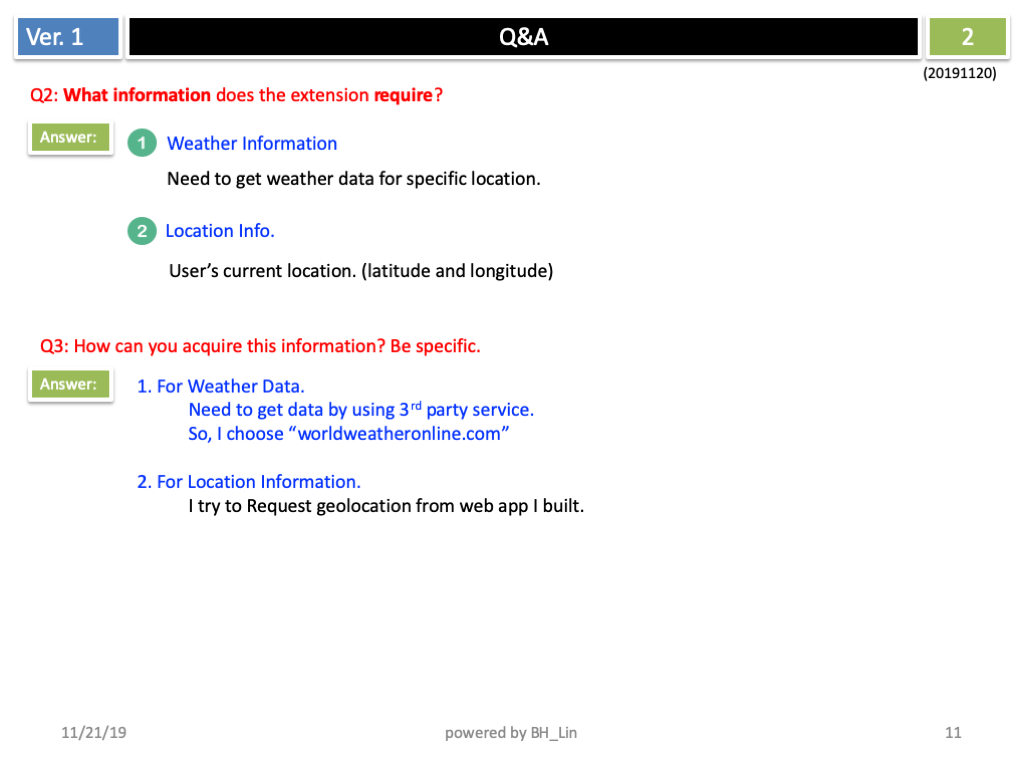 Ver. 1
Q&A
2
(20191120)
Q2: What information does the extension require?
Answer:
1 Weather Information
Need to get weather data for specific location.
2 Location Info.
User’s current location. (latitude and longitude)
Q3: How can you acquire this information? Be specific.
Answer:
1. For Weather Data.
Need to get data by using 3rd party service.
So, I choose “worldweatheronline.com”
2. For Location Information.
I try to Request geolocation from web app I built.
11/21/19
powered by BH_Lin
11